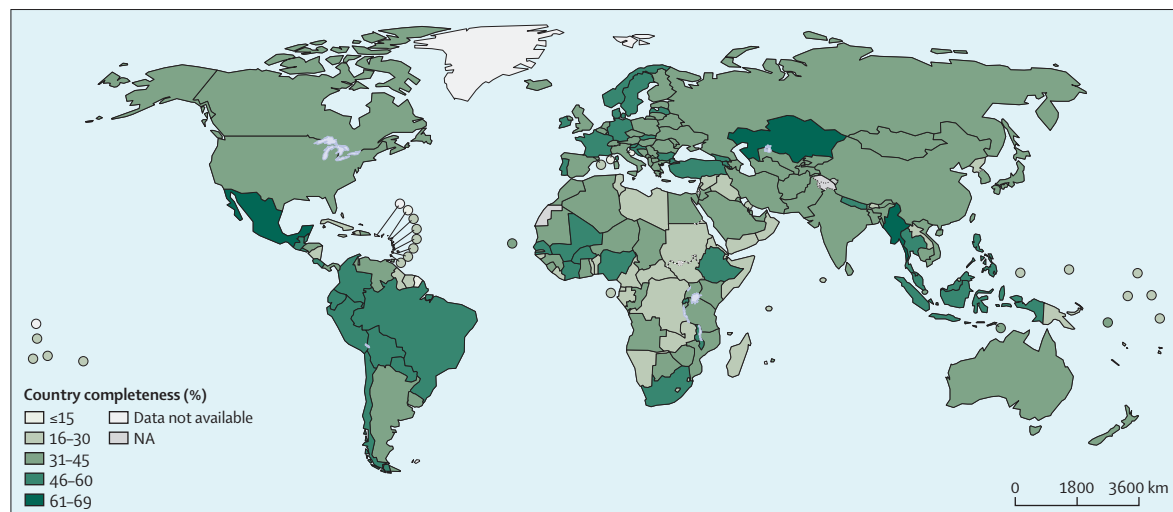 Country completeness (%)
≤15
Data not available
16–30
NA
31–45
46–60
61–69
0 1800 3600 km